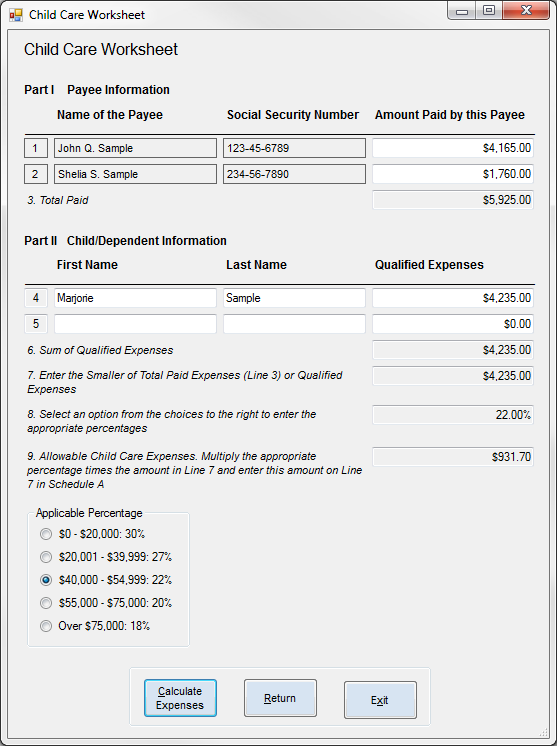 Child Care Worksheet
Child Care Worksheet
Part I Payee Information
Name of the Payee Social Security Number Amount Paid by this Payee
1 John Q. Sample 123-45-6789 $4,165.00
2 Shelia S. Sample 234-56-7890 $1,760.00
3. Total Paid $5,925.00
Part II Child/Dependent Information
First Name Last Name Qualified Expenses
4 Marjorie Sample $4,235.00
5 $0.00
6. Sum of Qualified Expenses $4,235.00
7. Enter the Smaller of Total Paid Expenses (Line 3) or Qualified $4,235.00
Expenses
8. Select an option from the choices to the right to enter the 22.00%
appropriate percentages
9. Allowable Child Care Expenses. Multiply the appropriate $931.70
percentage times the amount in Line 7 and enter this amount on Line
7 in Schedule A
Applicable Percentage
$0 - $20,000: 30%
$20,001 - $39,999: 27%
$40,000 - $54,999: 22%
$55,000 - $75,000: 20%
Over $75,000: 18%
Calculate
Expenses
Return
Exit